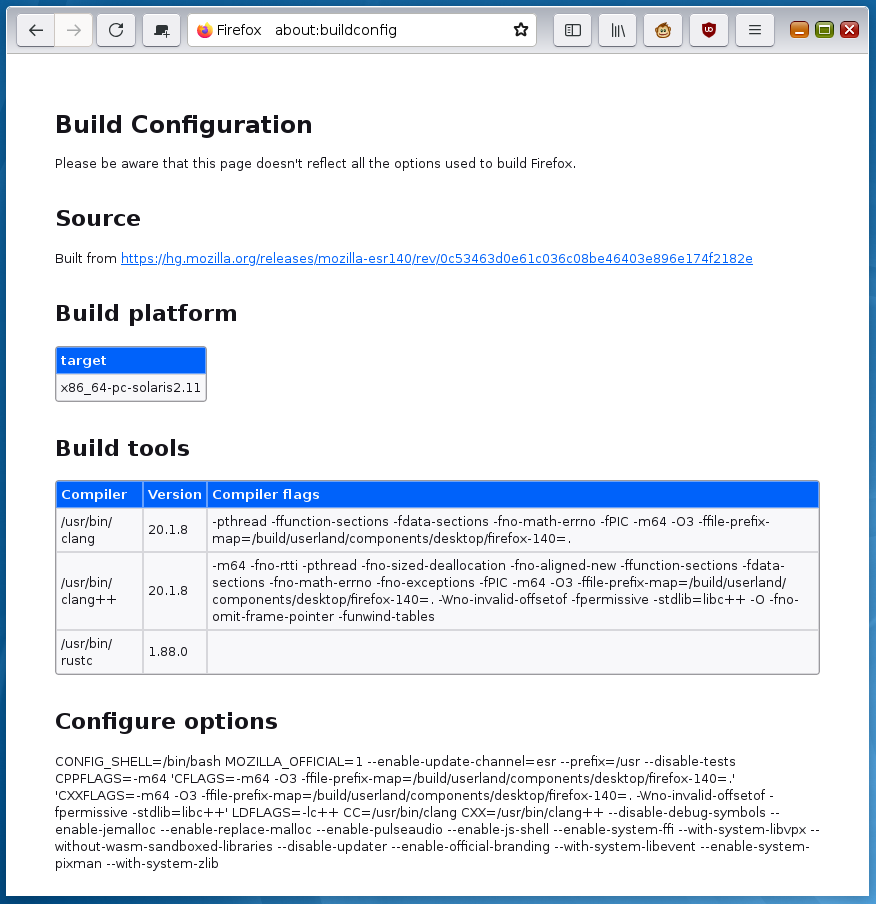 Firefox about:buildconfig
Build Configuration
Please be aware that this page doesn't reflect all the options used to build Firefox.
Source
Built from https://hg.mozilla.org/releases/mozilla-esr140/rev/0c53463d0e61c036c08be46403e896e174f2182e
Build platform
target
x86_64-pc-solaris2.11
Build tools
Compiler Version Compiler flags
/usr/bin/
clang
20.1.8
-pthread -ffunction-sections -fdata-sections -fno-math-errno -fPIC -m64 -O3 -ffile-prefix-
map=/build/userland/components/desktop/firefox-140=.
/usr/bin/
clang++
20.1.8
-m64 -fno-rtti -pthread -fno-sized-deallocation -fno-aligned-new -ffunction-sections -fdata-
sections -fno-math-errno -fno-exceptions -fPIC -m64 -O3 -ffile-prefix-map=/build/userland/
components/desktop/firefox-140=. -Wno-invalid-offsetof -fpermissive -stdlib=libc++ -O -fno-
omit-frame-pointer -funwind-tables
/usr/bin/
rustc
1.88.0
Configure options
CONFIG_SHELL=/bin/bash MOZILLA_OFFICIAL=1 --enable-update-channel=esr --prefix=/usr --disable-tests
CPPFLAGS=-m64 'CFLAGS=-m64 -O3 -ffile-prefix-map=/build/userland/components/desktop/firefox-140=.'
'CXXFLAGS=-m64 -O3 -ffile-prefix-map=/build/userland/components/desktop/firefox-140=. -Wno-invalid-offsetof -
fpermissive -stdlib=libc++' LDFLAGS=-lc++ CC=/usr/bin/clang CXX=/usr/bin/clang++ --disable-debug-symbols --
enable-jemalloc --enable-replace-malloc --enable-pulseaudio --enable-js-shell --enable-system-ffi --with-system-libvpx --
without-wasm-sandboxed-libraries --disable-updater --enable-official-branding --with-system-libevent --enable-system-
pixman --with-system-zlib